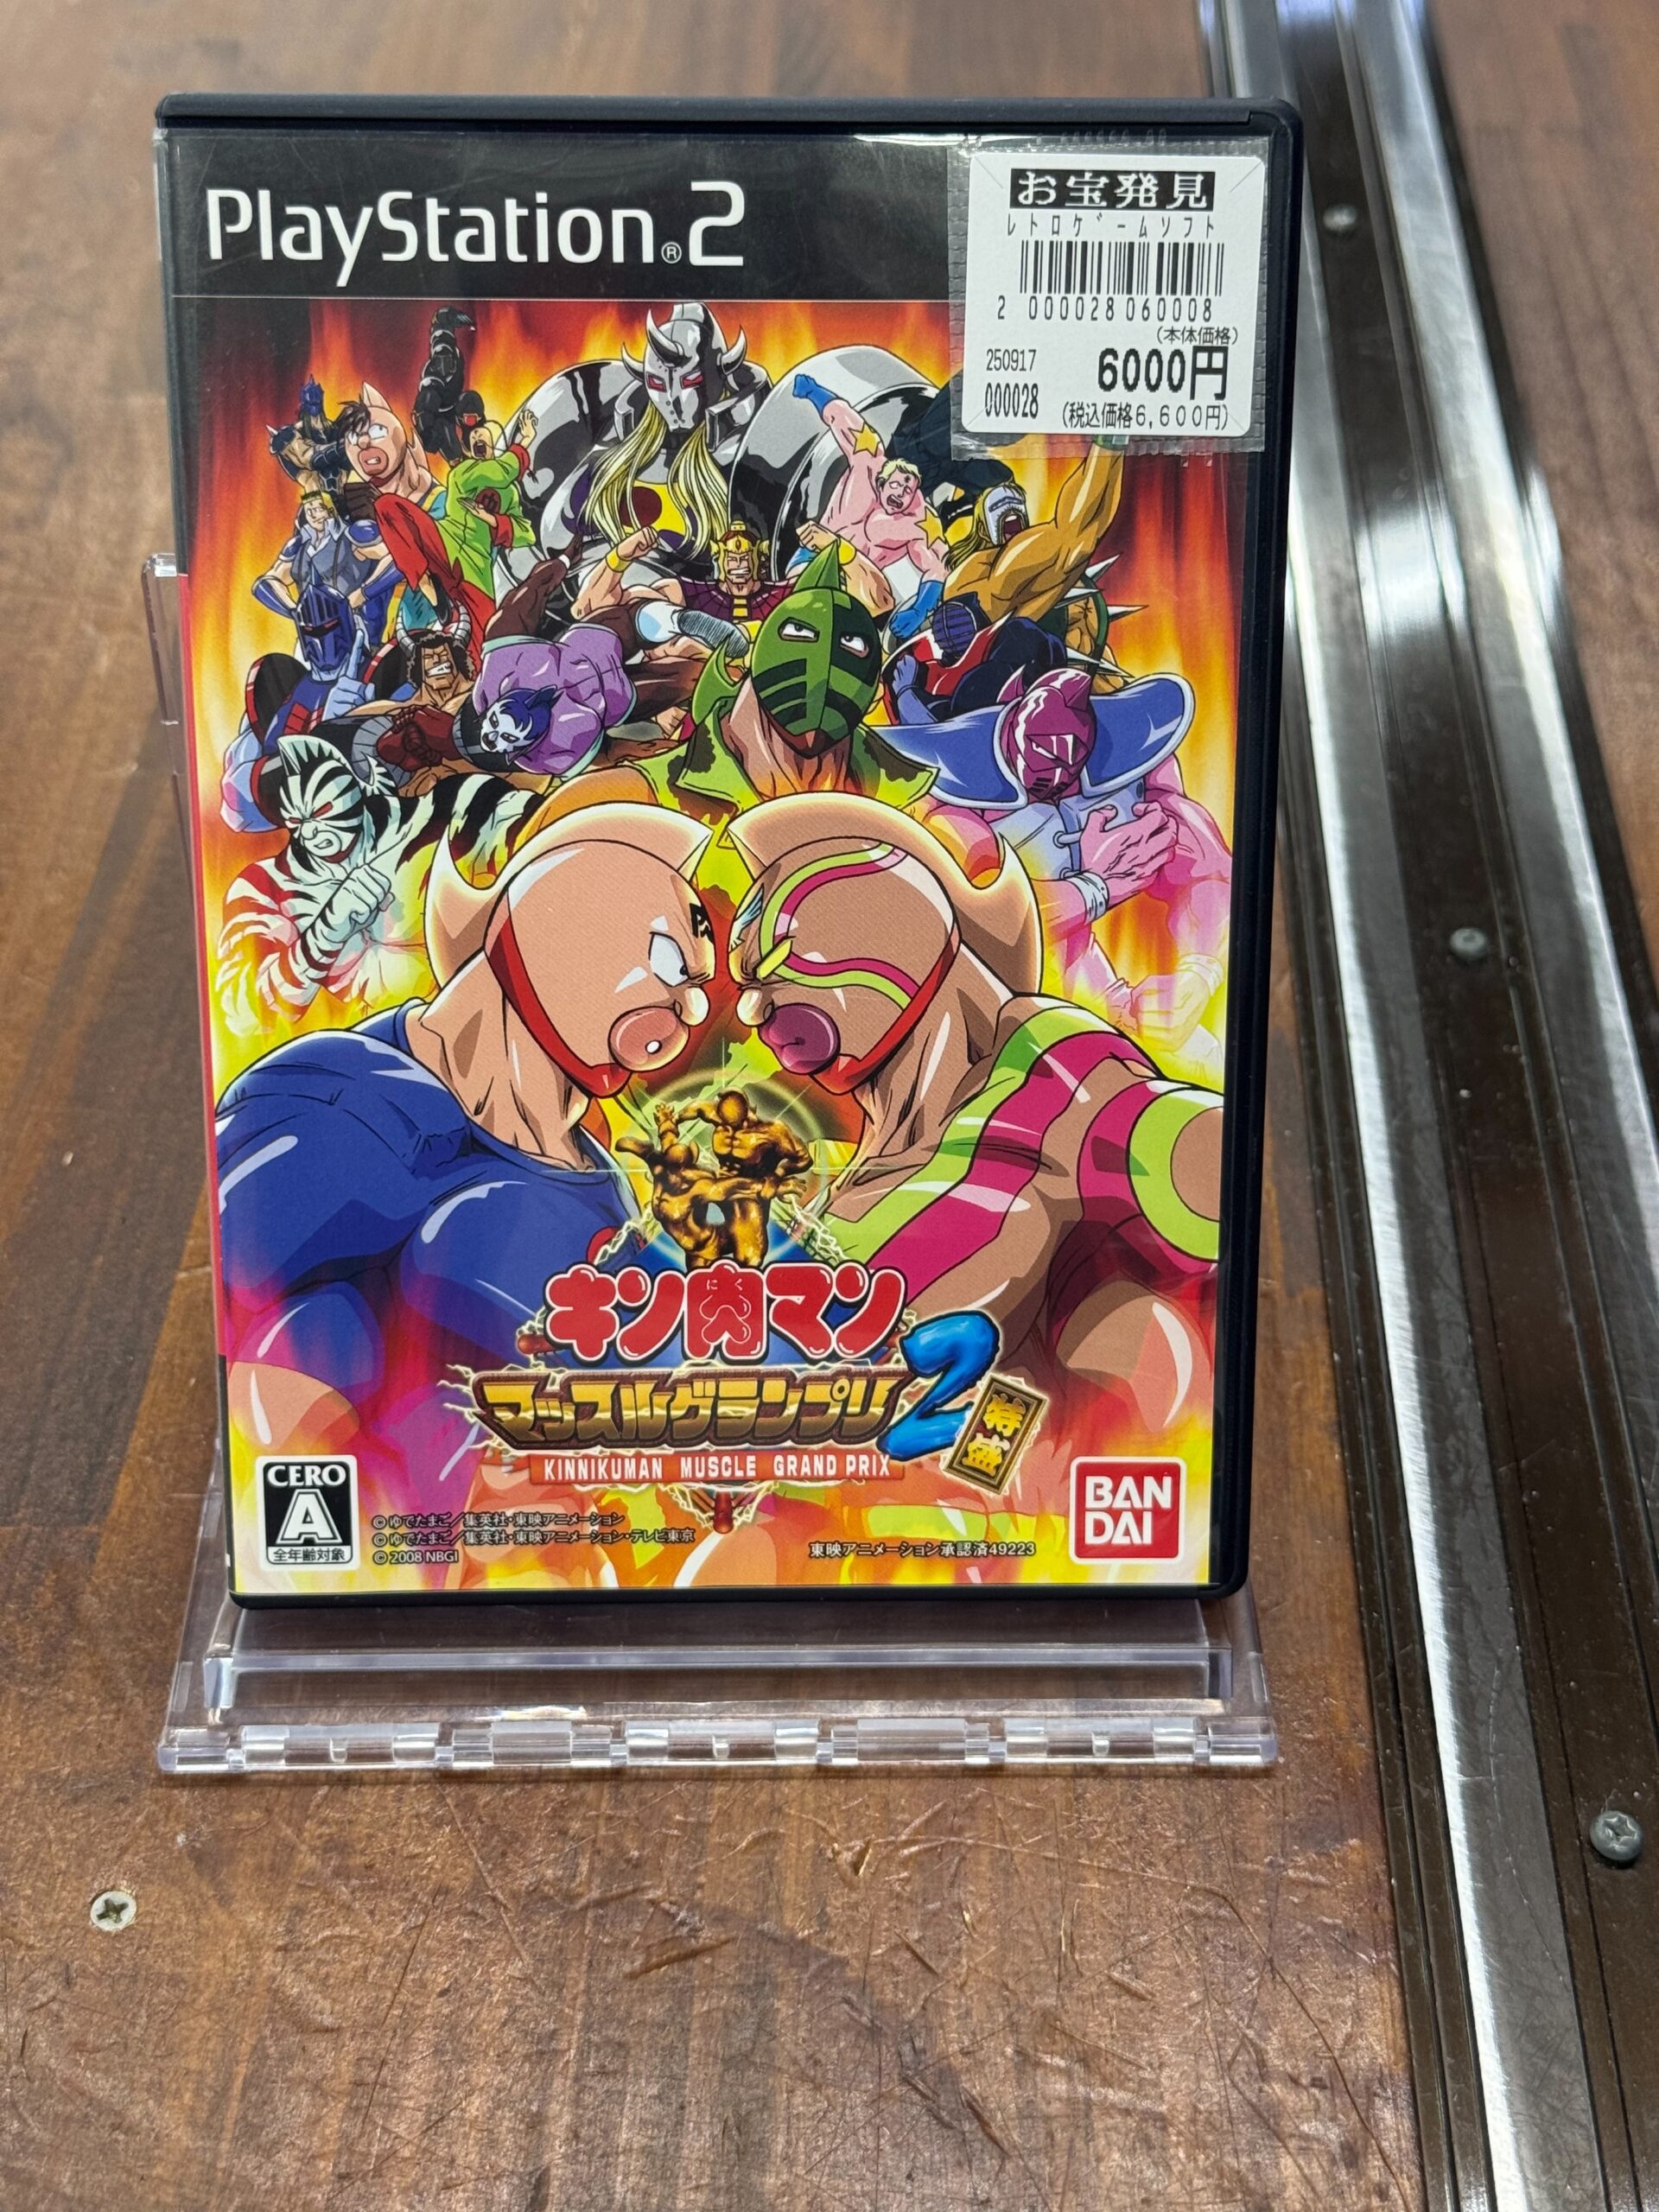 PlayStation®2
お宝発見
レトロゲームソフト
2 000028 060008
(本体価格)
250917
6000円
000028
(税込価格6,600円)
キン肉マン
マッスルグランプリ2
特盛
KINNIKUMAN MUSCLE GRAND PRIX
CERO
A
全年齢対象
©ゆでたまご/集英社・東映アニメーション
©ゆでたまご/集英社・東映アニメーション・テレビ東京
© 2008 NBGI
東映アニメーション承認済49223
BAN
DAI